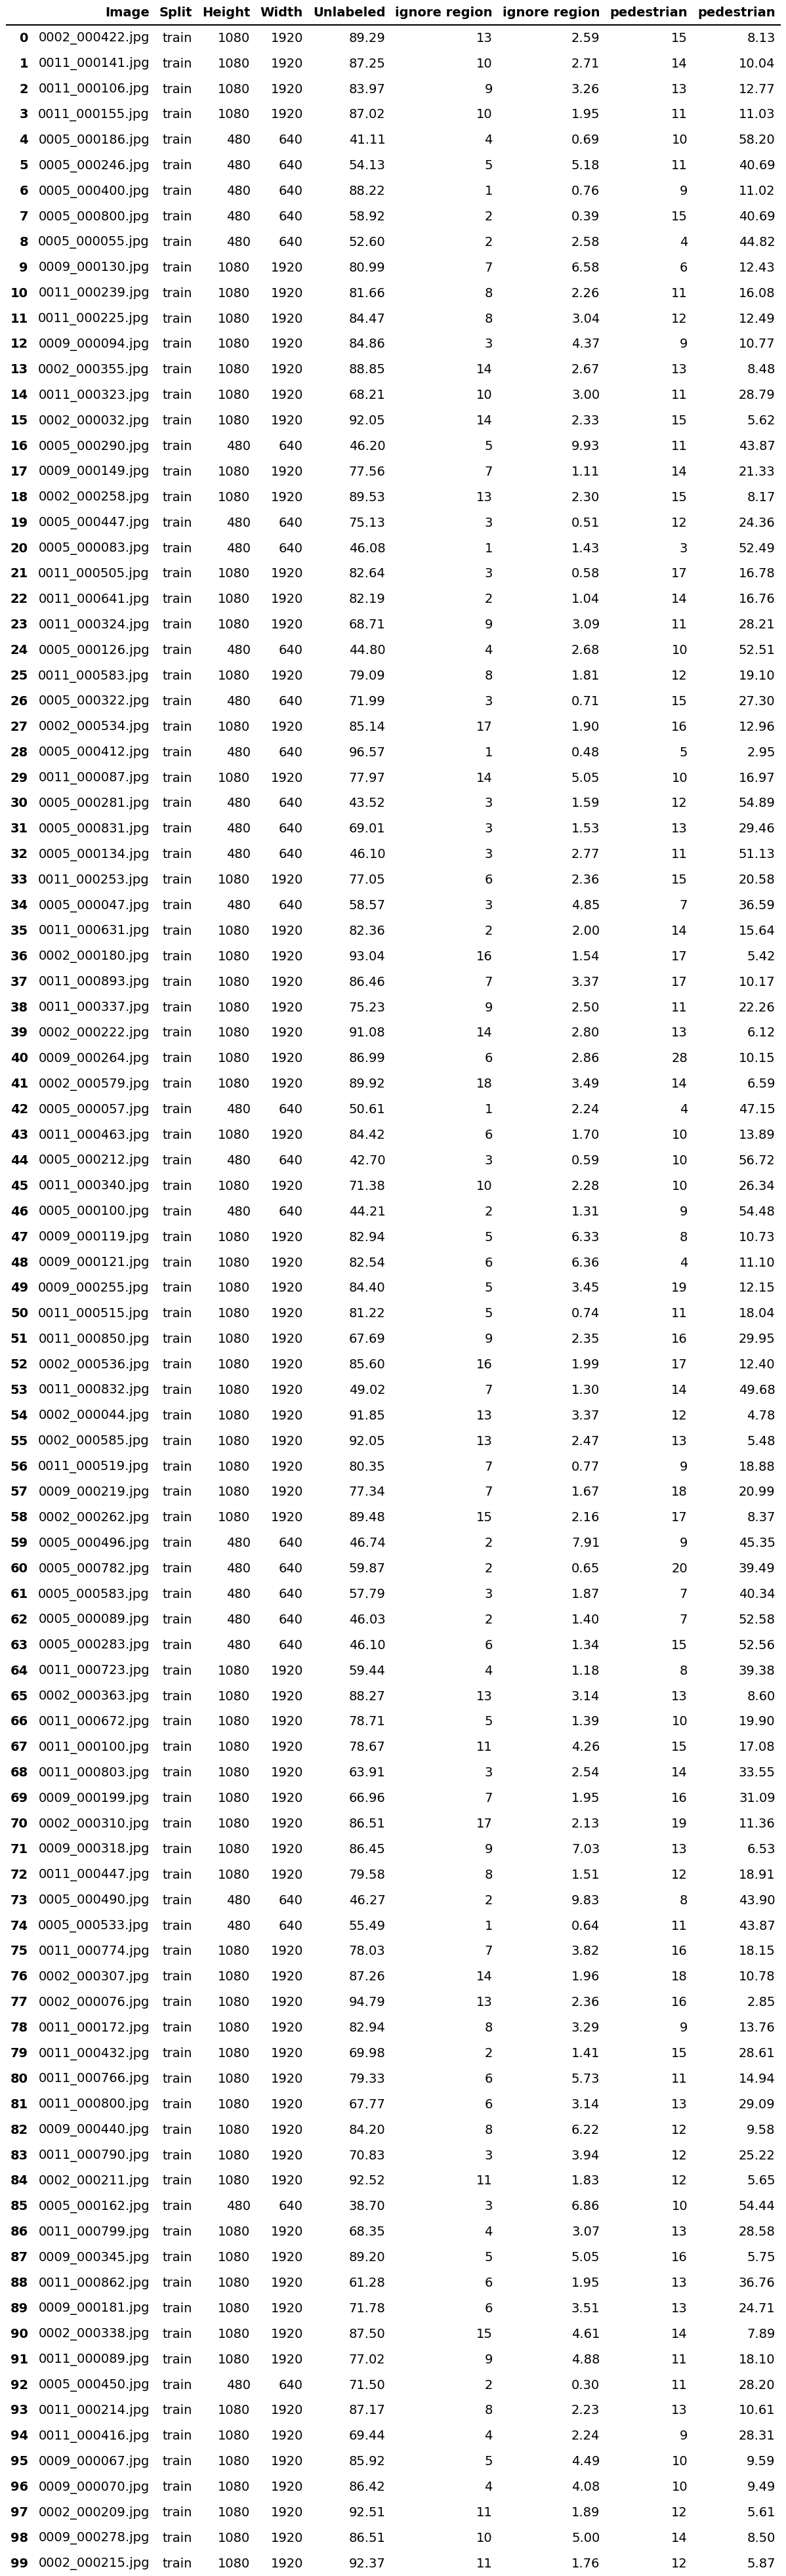 Image Split Height Width Unlabeled ignore region ignore region pedestrian pedestrian
0 0002_000422.jpg train 1080 1920 89.29 13 2.59 15 8.13
1 0011_000141.jpg train 1080 1920 87.25 10 2.71 14 10.04
2 0011_000106.jpg train 1080 1920 83.97 9 3.26 13 12.77
3 0011_000155.jpg train 1080 1920 87.02 10 1.95 11 11.03
4 0005_000186.jpg train 480 640 41.11 4 0.69 10 58.20
5 0005_000246.jpg train 480 640 54.13 5 5.18 11 40.69
6 0005_000400.jpg train 480 640 88.22 1 0.76 9 11.02
7 0005_000800.jpg train 480 640 58.92 2 0.39 15 40.69
8 0005_000055.jpg train 480 640 52.60 2 2.58 4 44.82
9 0009_000130.jpg train 1080 1920 80.99 7 6.58 6 12.43
10 0011_000239.jpg train 1080 1920 81.66 8 2.26 11 16.08
11 0011_000225.jpg train 1080 1920 84.47 8 3.04 12 12.49
12 0009_000094.jpg train 1080 1920 84.86 3 4.37 9 10.77
13 0002_000355.jpg train 1080 1920 88.85 14 2.67 13 8.48
14 0011_000323.jpg train 1080 1920 68.21 10 3.00 11 28.79
15 0002_000032.jpg train 1080 1920 92.05 14 2.33 15 5.62
16 0005_000290.jpg train 480 640 46.20 5 9.93 11 43.87
17 0009_000149.jpg train 1080 1920 77.56 7 1.11 14 21.33
18 0002_000258.jpg train 1080 1920 89.53 13 2.30 15 8.17
19 0005_000447.jpg train 480 640 75.13 3 0.51 12 24.36
20 0005_000083.jpg train 480 640 46.08 1 1.43 3 52.49
21 0011_000505.jpg train 1080 1920 82.64 3 0.58 17 16.78
22 0011_000641.jpg train 1080 1920 82.19 2 1.04 14 16.76
23 0011_000324.jpg train 1080 1920 68.71 9 3.09 11 28.21
24 0005_000126.jpg train 480 640 44.80 4 2.68 10 52.51
25 0011_000583.jpg train 1080 1920 79.09 8 1.81 12 19.10
26 0005_000322.jpg train 480 640 71.99 3 0.71 15 27.30
27 0002_000534.jpg train 1080 1920 85.14 17 1.90 16 12.96
28 0005_000412.jpg train 480 640 96.57 1 0.48 5 2.95
29 0011_000087.jpg train 1080 1920 77.97 14 5.05 10 16.97
30 0005_000281.jpg train 480 640 43.52 3 1.59 12 54.89
31 0005_000831.jpg train 480 640 69.01 3 1.53 13 29.46
32 0005_000134.jpg train 480 640 46.10 3 2.77 11 51.13
33 0011_000253.jpg train 1080 1920 77.05 6 2.36 15 20.58
34 0005_000047.jpg train 480 640 58.57 3 4.85 7 36.59
35 0011_000631.jpg train 1080 1920 82.36 2 2.00 14 15.64
36 0002_000180.jpg train 1080 1920 93.04 16 1.54 17 5.42
37 0011_000893.jpg train 1080 1920 86.46 7 3.37 17 10.17
38 0011_000337.jpg train 1080 1920 75.23 9 2.50 11 22.26
39 0002_000222.jpg train 1080 1920 91.08 14 2.80 13 6.12
40 0009_000264.jpg train 1080 1920 86.99 6 2.86 28 10.15
41 0002_000579.jpg train 1080 1920 89.92 18 3.49 14 6.59
42 0005_000057.jpg train 480 640 50.61 1 2.24 4 47.15
43 0011_000463.jpg train 1080 1920 84.42 6 1.70 10 13.89
44 0005_000212.jpg train 480 640 42.70 3 0.59 10 56.72
45 0011_000340.jpg train 1080 1920 71.38 10 2.28 10 26.34
46 0005_000100.jpg train 480 640 44.21 2 1.31 9 54.48
47 0009_000119.jpg train 1080 1920 82.94 5 6.33 8 10.73
48 0009_000121.jpg train 1080 1920 82.54 6 6.36 4 11.10
49 0009_000255.jpg train 1080 1920 84.40 5 3.45 19 12.15
50 0011_000515.jpg train 1080 1920 81.22 5 0.74 11 18.04
51 0011_000850.jpg train 1080 1920 67.69 9 2.35 16 29.95
52 0002_000536.jpg train 1080 1920 85.60 16 1.99 17 12.40
53 0011_000832.jpg train 1080 1920 49.02 7 1.30 14 49.68
54 0002_000044.jpg train 1080 1920 91.85 13 3.37 12 4.78
55 0002_000585.jpg train 1080 1920 92.05 13 2.47 13 5.48
56 0011_000519.jpg train 1080 1920 80.35 7 0.77 9 18.88
57 0009_000219.jpg train 1080 1920 77.34 7 1.67 18 20.99
58 0002_000262.jpg train 1080 1920 89.48 15 2.16 17 8.37
59 0005_000496.jpg train 480 640 46.74 2 7.91 9 45.35
60 0005_000782.jpg train 480 640 59.87 2 0.65 20 39.49
61 0005_000583.jpg train 480 640 57.79 3 1.87 7 40.34
62 0005_000089.jpg train 480 640 46.03 2 1.40 7 52.58
63 0005_000283.jpg train 480 640 46.10 6 1.34 15 52.56
64 0011_000723.jpg train 1080 1920 59.44 4 1.18 8 39.38
65 0002_000363.jpg train 1080 1920 88.27 13 3.14 13 8.60
66 0011_000672.jpg train 1080 1920 78.71 5 1.39 10 19.90
67 0011_000100.jpg train 1080 1920 78.67 11 4.26 15 17.08
68 0011_000803.jpg train 1080 1920 63.91 3 2.54 14 33.55
69 0009_000199.jpg train 1080 1920 66.96 7 1.95 16 31.09
70 0002_000310.jpg train 1080 1920 86.51 17 2.13 19 11.36
71 0009_000318.jpg train 1080 1920 86.45 9 7.03 13 6.53
72 0011_000447.jpg train 1080 1920 79.58 8 1.51 12 18.91
73 0005_000490.jpg train 480 640 46.27 2 9.83 8 43.90
74 0005_000533.jpg train 480 640 55.49 1 0.64 11 43.87
75 0011_000774.jpg train 1080 1920 78.03 7 3.82 16 18.15
76 0002_000307.jpg train 1080 1920 87.26 14 1.96 18 10.78
77 0002_000076.jpg train 1080 1920 94.79 13 2.36 16 2.85
78 0011_000172.jpg train 1080 1920 82.94 8 3.29 9 13.76
79 0011_000432.jpg train 1080 1920 69.98 2 1.41 15 28.61
80 0011_000766.jpg train 1080 1920 79.33 6 5.73 11 14.94
81 0011_000800.jpg train 1080 1920 67.77 6 3.14 13 29.09
82 0009_000440.jpg train 1080 1920 84.20 8 6.22 12 9.58
83 0011_000790.jpg train 1080 1920 70.83 3 3.94 12 25.22
84 0002_000211.jpg train 1080 1920 92.52 11 1.83 12 5.65
85 0005_000162.jpg train 480 640 38.70 3 6.86 10 54.44
86 0011_000799.jpg train 1080 1920 68.35 4 3.07 13 28.58
87 0009_000345.jpg train 1080 1920 89.20 5 5.05 16 5.75
88 0011_000862.jpg train 1080 1920 61.28 6 1.95 13 36.76
89 0009_000181.jpg train 1080 1920 71.78 6 3.51 13 24.71
90 0002_000338.jpg train 1080 1920 87.50 15 4.61 14 7.89
91 0011_000089.jpg train 1080 1920 77.02 9 4.88 11 18.10
92 0005_000450.jpg train 480 640 71.50 2 0.30 11 28.20
93 0011_000214.jpg train 1080 1920 87.17 8 2.23 13 10.61
94 0011_000416.jpg train 1080 1920 69.44 4 2.24 9 28.31
95 0009_000067.jpg train 1080 1920 85.92 5 4.49 10 9.59
96 0009_000070.jpg train 1080 1920 86.42 4 4.08 10 9.49
97 0002_000209.jpg train 1080 1920 92.51 11 1.89 12 5.61
98 0009_000278.jpg train 1080 1920 86.51 10 5.00 14 8.50
99 0002_000215.jpg train 1080 1920 92.37 11 1.76 12 5.87